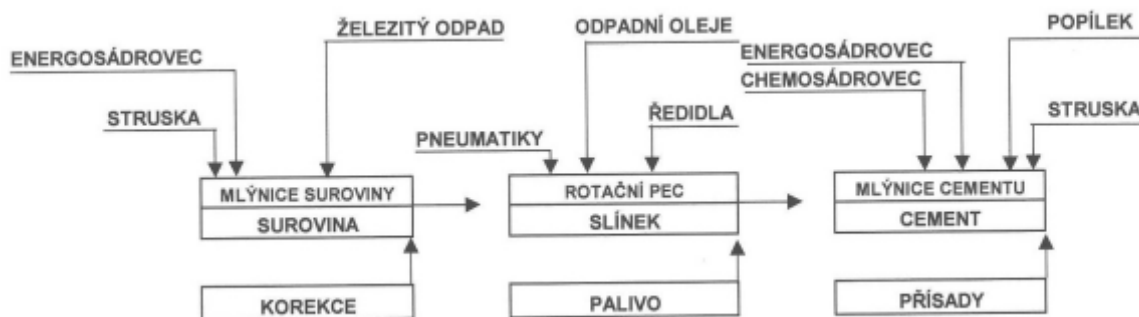 POPÍLEK
ŽELEZITÝ ODPAD
ODPADNÍ OLEJE
ENERGOSÁDROVEC
ENERGOSÁDROVEC
CHEMOSÁDROVEC
STRUSKA
ŘEDIDLA
STRUSKA
PNEUMATIKY
MLÝNICE SUROVINY
SUROVINA
ROTAČNÍ PEC
SLÍNEK
MLÝNICE CEMENTU
CEMENT
KOREKCE
PALIVO
PŘÍSADY